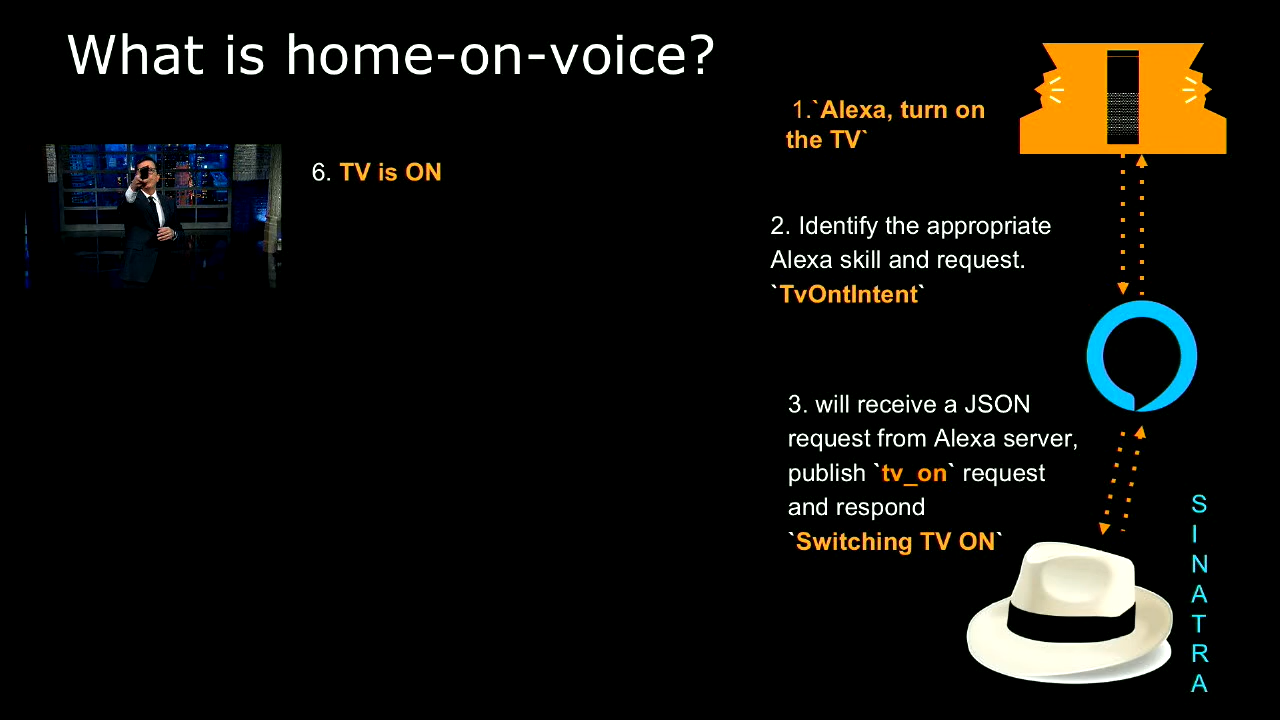 What is home-on-voice?
1.`Alexa, turn on
the TV`
6. TV is ON
2. Identify the appropriate
Alexa skill and request.
`TvOntIntent`
3. will receive a JSON
request from Alexa server,
publish `tv_on` request
and respond
`Switching TV ON`
S
I
N
A
T
R
A